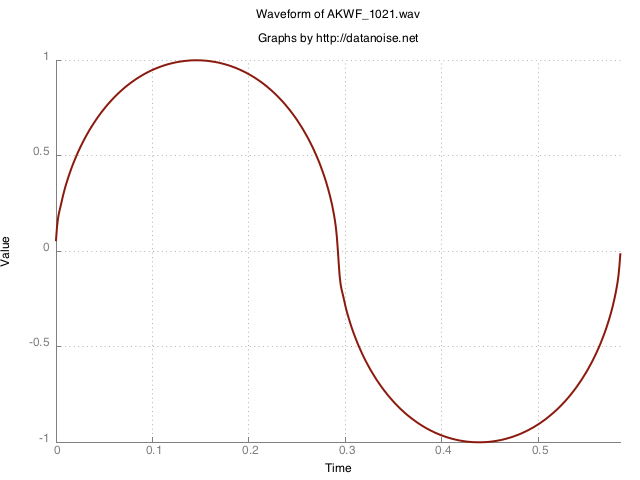 Waveform of AKWF_1021.wav
Graphs by http://datanoise.net
1
0.5
0
-0.5
-1
Value
0 0.1 0.2 0.3 0.4 0.5
Time